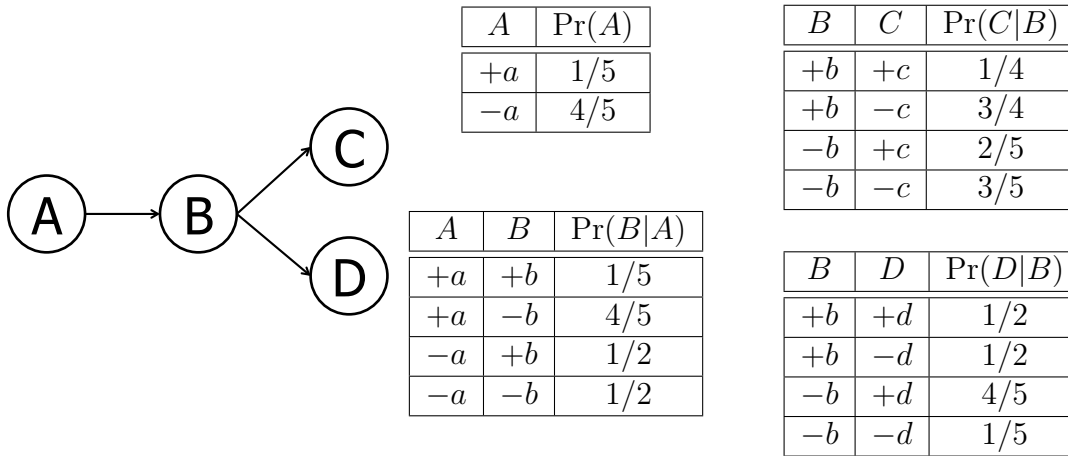 A
B
C
D
A Pr(A)
+a 1/5
−a 4/5
A B Pr(B|A)
+a +b 1/5
+a −b 4/5
−a +b 1/2
−a −b 1/2
B C Pr(C|B)
+b +c 1/4
+b −c 3/4
−b +c 2/5
−b −c 3/5
B D Pr(D|B)
+b +d 1/2
+b −d 1/2
−b +d 4/5
−b −d 1/5